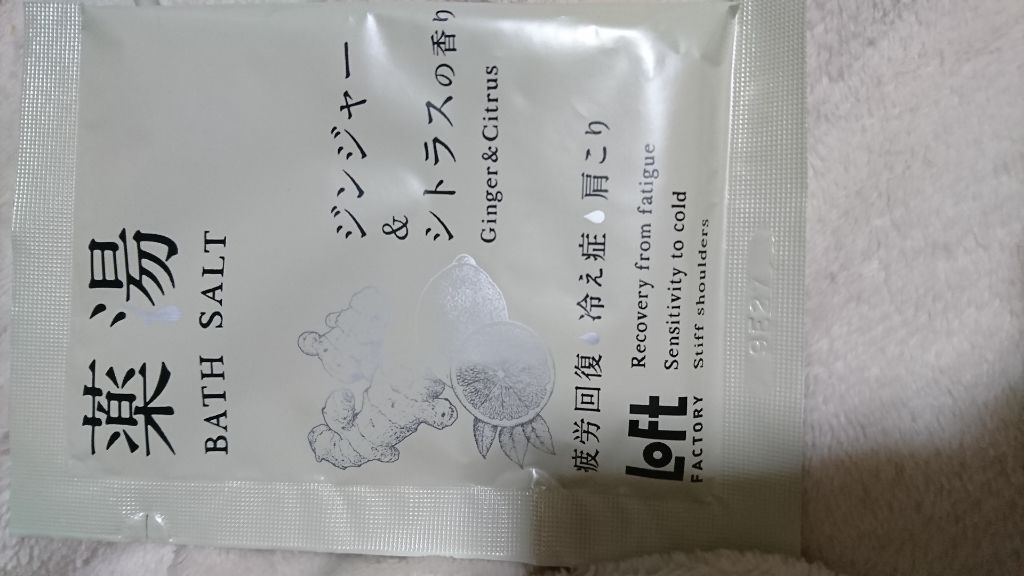 薬湯
BATH SALT
ジンジャー
&
シトラスの香り
Ginger&Citrus
疲労回復 冷え症 肩こり
Recovery from fatigue
Sensitivity to cold
Stiff shoulders
LOFT
FACTORY